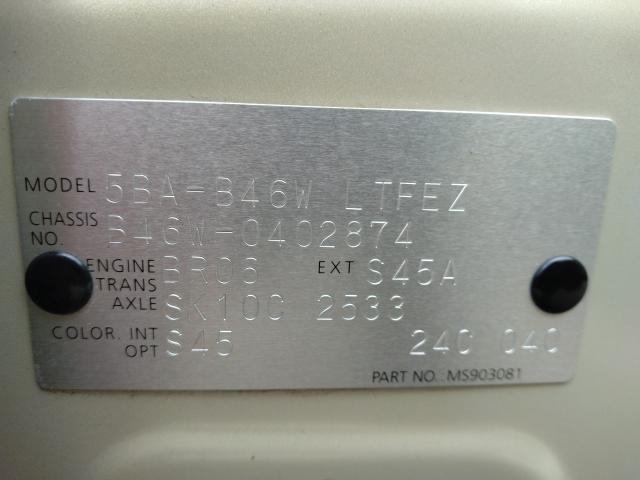 MODEL 5BA-B46W LTFEZ
CHASSIS NO. B46W-0402874
ENGINE BR06 EXT S45A
TRANS AXLE SK10C 2533
COLOR. INT OPT S45 24C 04C
PART NO.: MS903081